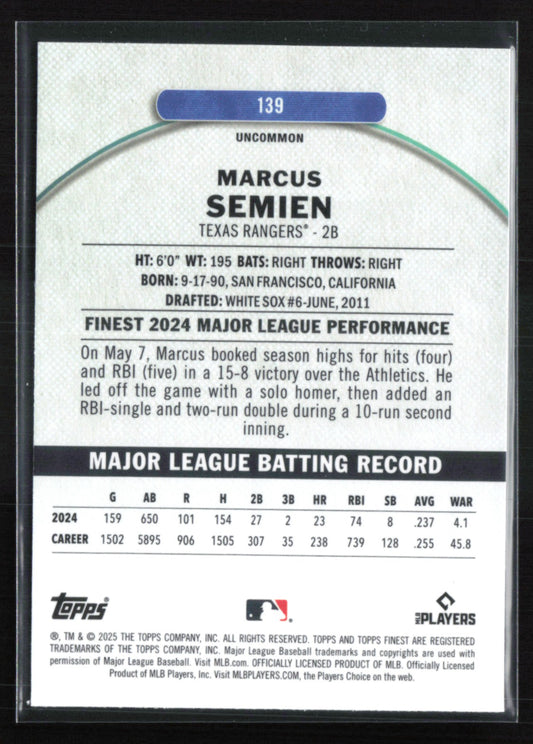 139
UNCOMMON
MARCUS
SEMIEN
TEXAS RANGERS® - 2B
HT: 6'0" WT: 195 BATS: RIGHT THROWS: RIGHT
BORN: 9-17-90, SAN FRANCISCO, CALIFORNIA
DRAFTED: WHITE SOX #6-JUNE, 2011
FINEST 2024 MAJOR LEAGUE PERFORMANCE
On May 7, Marcus booked season highs for hits (four)
and RBI (five) in a 15-8 victory over the Athletics. He
led off the game with a solo homer, then added an
RBI-single and two-run double during a 10-run second
inning.
MAJOR LEAGUE BATTING RECORD
G AB R H 2B 3B HR RBI SB AVG WAR
2024 159 650 101 154 27 2 23 74 8 .237 4.1
CAREER 1502 5895 906 1505 307 35 238 739 128 .255 45.8
topps®
MLB PLAYERS
®, TM & © 2025 THE TOPPS COMPANY, INC. ALL RIGHTS RESERVED. TOPPS AND TOPPS FINEST ARE REGISTERED
TRADEMARKS OF THE TOPPS COMPANY, INC. Major League Baseball trademarks and copyrights are used with
permission of Major League Baseball. Visit MLB.com. OFFICIALLY LICENSED PRODUCT OF MLB. Officially Licensed
Product of MLB Players, Inc. Visit MLBPLAYERS.COM, the Players Choice on the web.